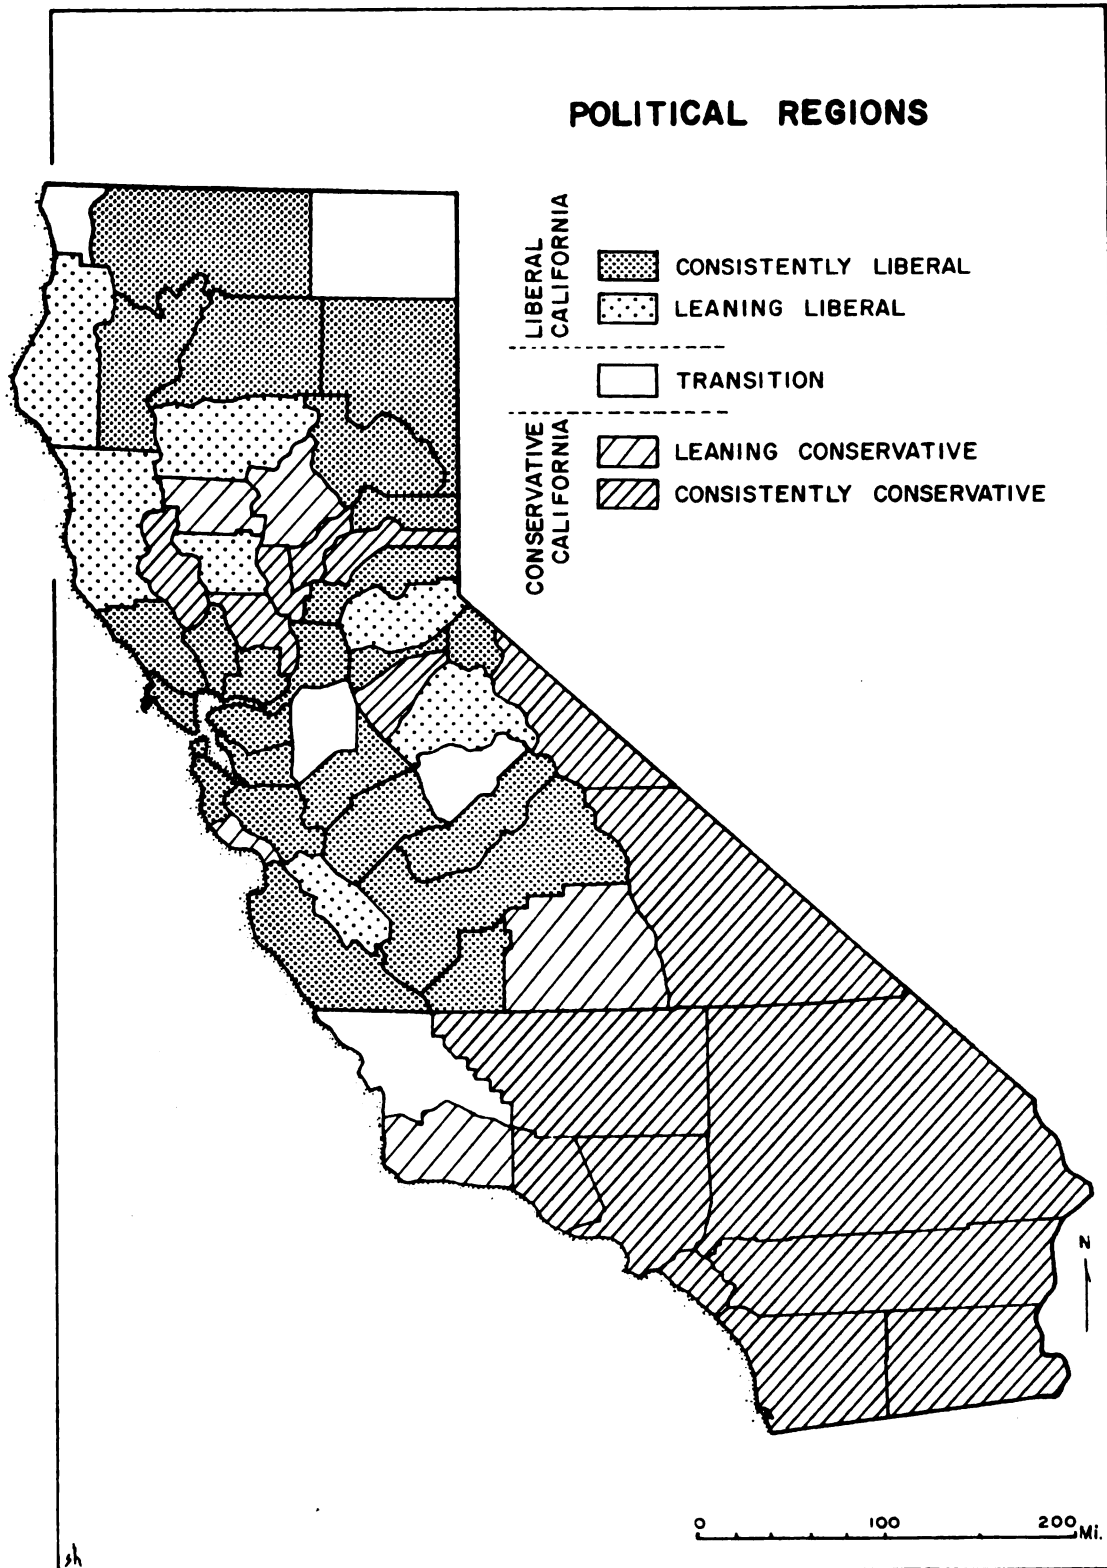 POLITICAL REGIONS
LIBERAL
CALIFORNIA
CONSISTENTLY LIBERAL
LEANING LIBERAL
TRANSITION
CONSERVATIVE
CALIFORNIA
LEANING CONSERVATIVE
CONSISTENTLY CONSERVATIVE
N
0 100 200 Mi.
sh